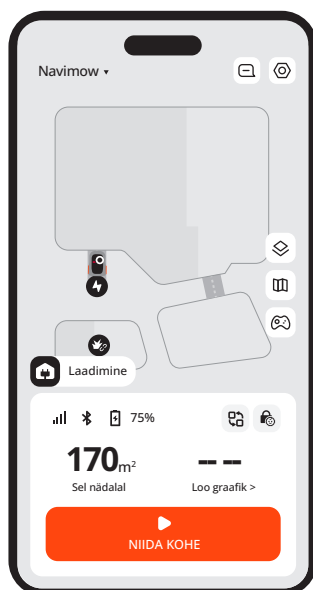 Navimow ▾
Laadimine
75%
170m²
-- --
Sel nädalal
Loo graafik >
NIIDA KOHE